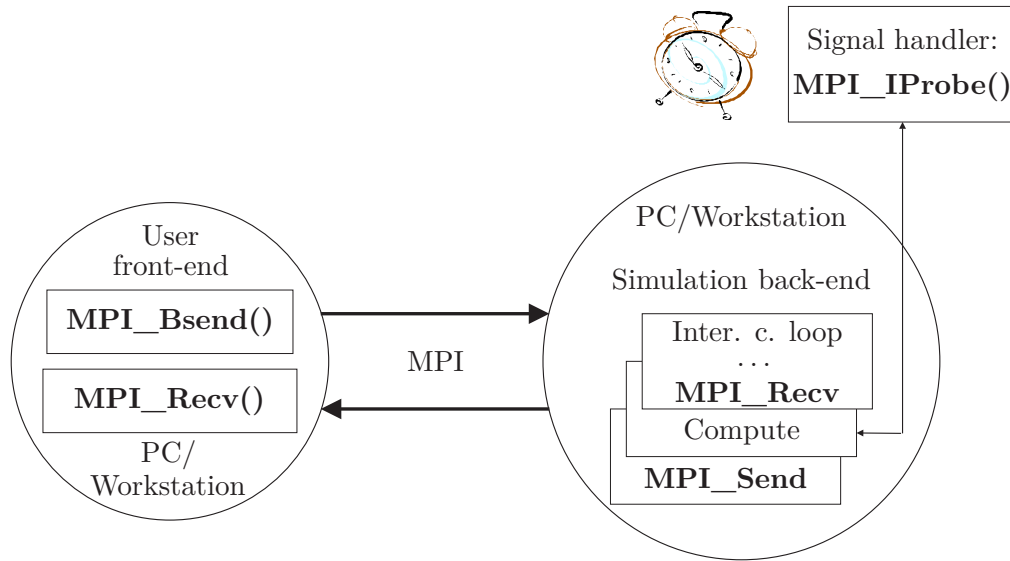 Signal handler:
MPI_IProbe()
User
front-end
MPI_Bsend()
MPI_Recv()
PC/
Workstation
MPI
PC/Workstation
Simulation back-end
Inter. c. loop
...
MPI_Recv
Compute
MPI_Send